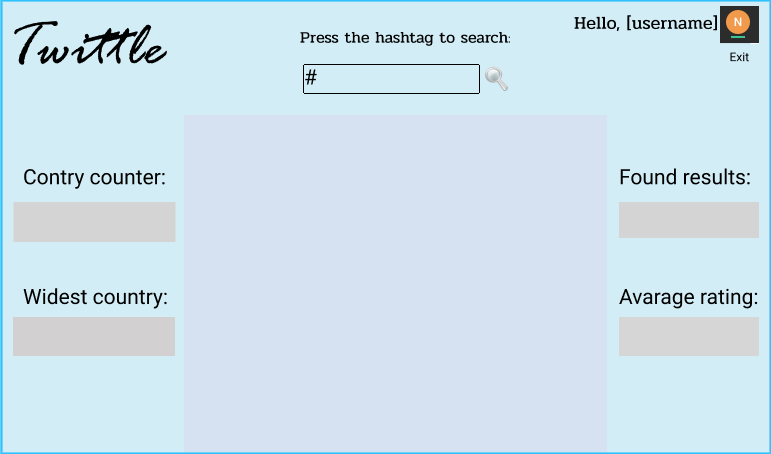 Twittle
Hello, [username]
N
Press the hashtag to search:
Exit
#
Contry counter:
Found results:
Widest country:
Avarage rating: